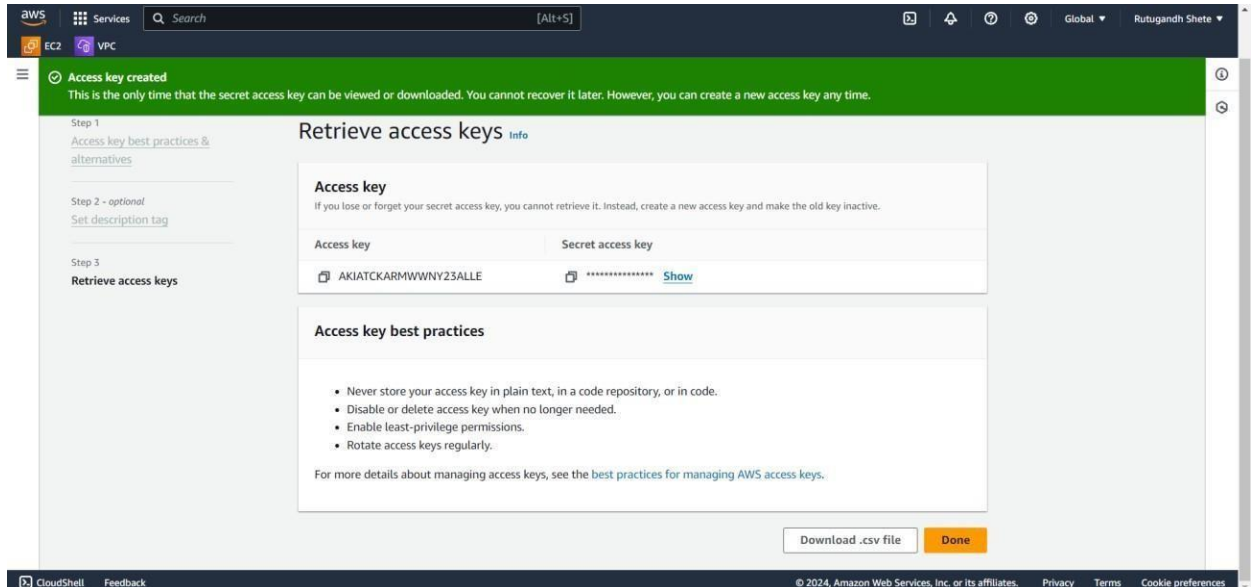 aws
Services
Search
[Alt+S]
Global ▼
Rutugandh Shete ▼
EC2
VPC
Access key created
This is the only time that the secret access key can be viewed or downloaded. You cannot recover it later. However, you can create a new access key any time.
Step 1
Access key best practices &
alternatives
Step 2 - optional
Set description tag
Step 3
Retrieve access keys
Retrieve access keys Info
Access key
If you lose or forget your secret access key, you cannot retrieve it. Instead, create a new access key and make the old key inactive.
Access key Secret access key
AKIATCKARMWWNY23ALLE *************** Show
Access key best practices
• Never store your access key in plain text, in a code repository, or in code.
• Disable or delete access key when no longer needed.
• Enable least-privilege permissions.
• Rotate access keys regularly.
For more details about managing access keys, see the best practices for managing AWS access keys.
Download .csv file
Done
CloudShell Feedback © 2024, Amazon Web Services, Inc. or its affiliates. Privacy Terms Cookie preferences